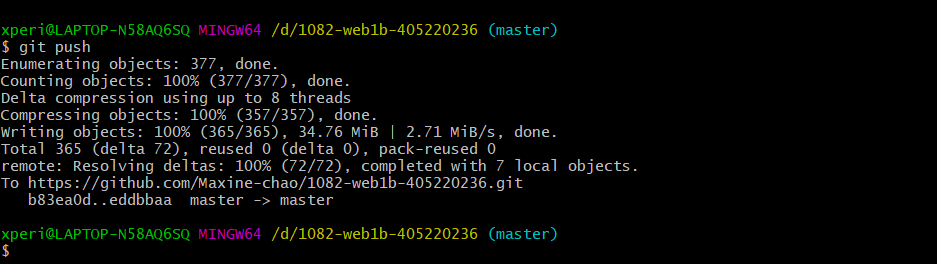 xperi@LAPTOP-N58AQ6SQ MINGW64 /d/1082-web1b-405220236 (master)
$ git push
Enumerating objects: 377, done.
Counting objects: 100% (377/377), done.
Delta compression using up to 8 threads
Compressing objects: 100% (357/357), done.
Writing objects: 100% (365/365), 34.76 MiB | 2.71 MiB/s, done.
Total 365 (delta 72), reused 0 (delta 0), pack-reused 0
remote: Resolving deltas: 100% (72/72), completed with 7 local objects.
To https://github.com/Maxine-chao/1082-web1b-405220236.git
   b83ea0d..eddbbaa  master -> master
xperi@LAPTOP-N58AQ6SQ MINGW64 /d/1082-web1b-405220236 (master)
$